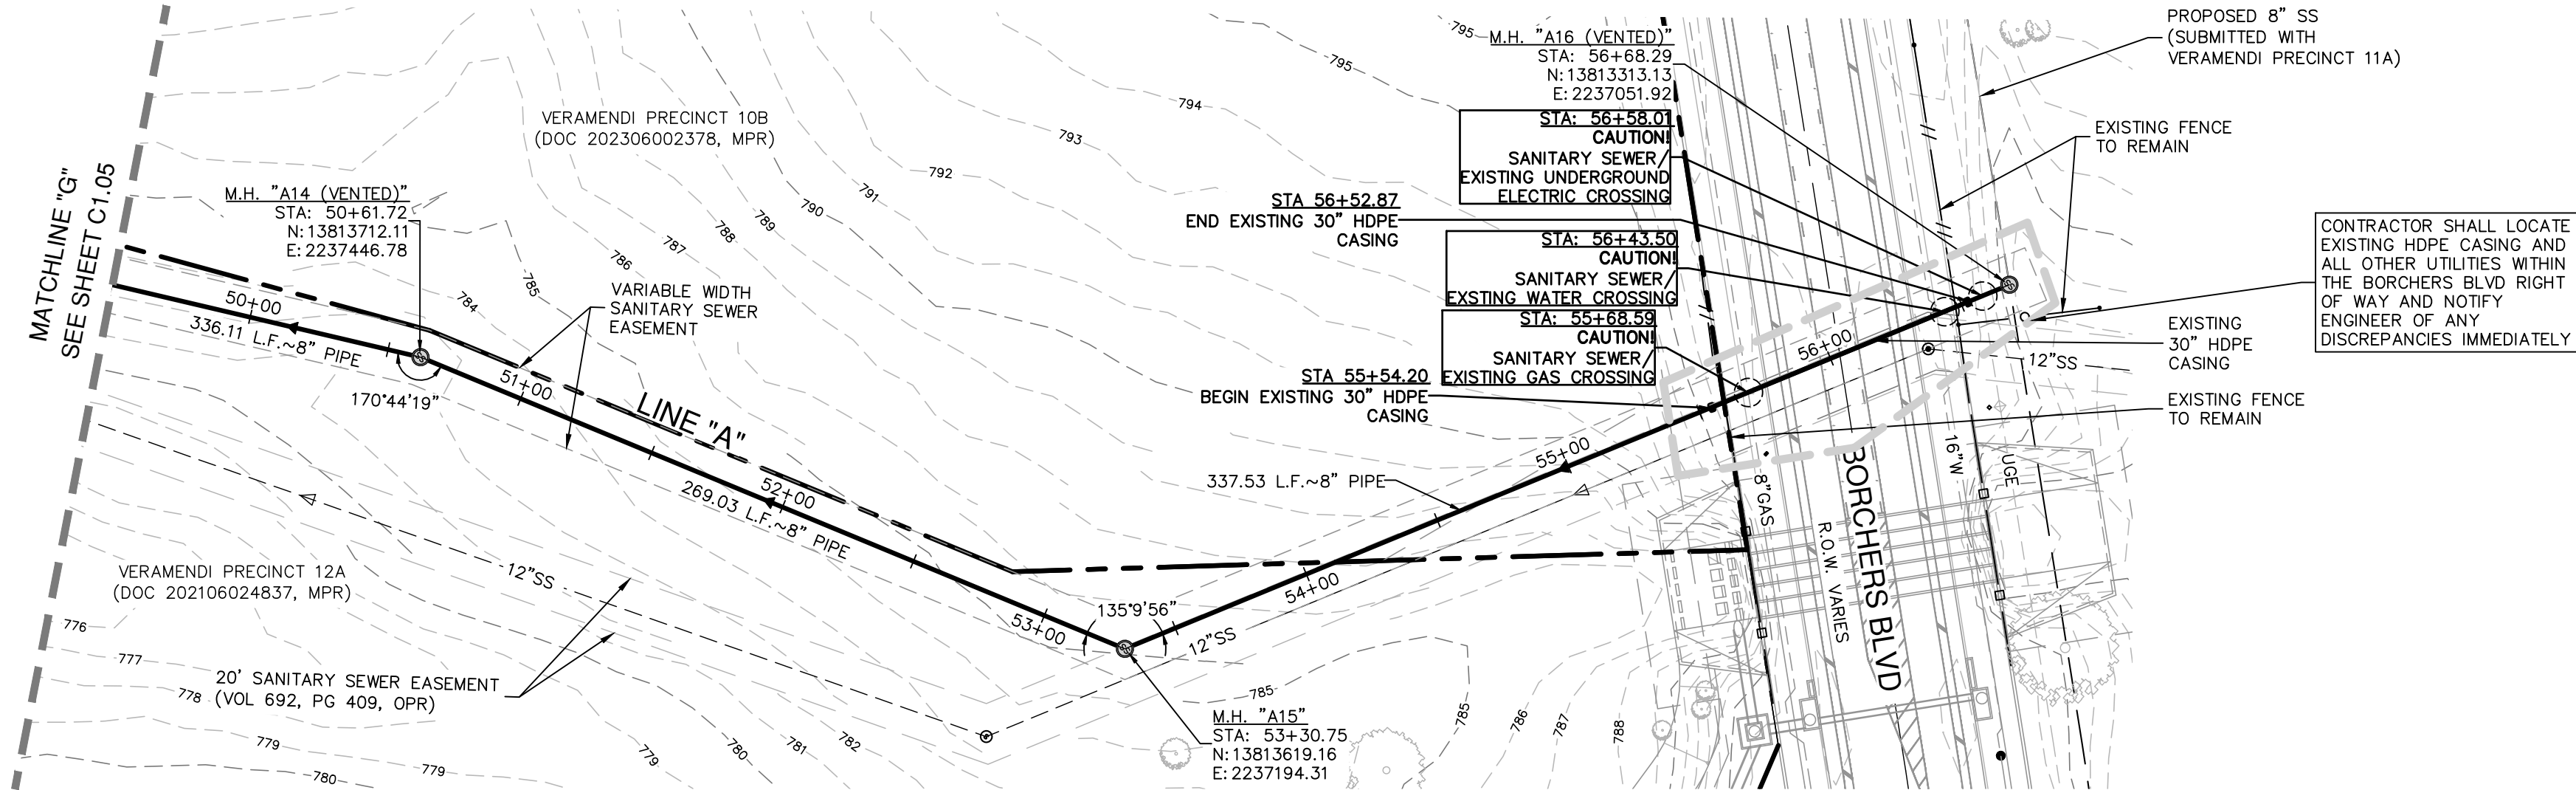 PROPOSED 8" SS
(SUBMITTED WITH
VERAMENDI PRECINCT 11A)
M.H. "A16 (VENTED)"
STA: 56+68.29
N:13813313.13
E:2237051.92
795
795
794
793
792
791
790
789
788
787
786
785
784
VERAMENDI PRECINCT 10B
(DOC 202306002378, MPR)
STA: 56+58.01
CAUTION!
SANITARY SEWER/
EXISTING UNDERGROUND
ELECTRIC CROSSING
EXISTING FENCE
TO REMAIN
MATCHLINE "G"
SEE SHEET C1.05
M.H. "A14 (VENTED)"
STA: 50+61.72
N:13813712.11
E:2237446.78
STA 56+52.87
END EXISTING 30" HDPE
CASING
STA: 56+43.50
CAUTION!
SANITARY SEWER/
EXSTING WATER CROSSING
CONTRACTOR SHALL LOCATE
EXISTING HDPE CASING AND
ALL OTHER UTILITIES WITHIN
THE BORCHERS BLVD RIGHT
OF WAY AND NOTIFY
ENGINEER OF ANY
DISCREPANCIES IMMEDIATELY
VARIABLE WIDTH
SANITARY SEWER
EASEMENT
STA: 55+68.59
CAUTION!
SANITARY SEWER/
EXISTING GAS CROSSING
EXISTING
30" HDPE
CASING
50+00
336.11 L.F.~8" PIPE
170°44'19"
51+00
LINE "A"
STA 55+54.20
BEGIN EXISTING 30" HDPE
CASING
56+00
12"SS
EXISTING FENCE
TO REMAIN
55+00
337.53 L.F.~8" PIPE
52+00
269.03 L.F.~8" PIPE
8"GAS
BORCHERS BLVD
R.O.W. VARIES
16"W
UGE
12"SS
VERAMENDI PRECINCT 12A
(DOC 202106024837, MPR)
54+00
53+00
135°9'56"
12"SS
SS
SS
SS
776
777
778
779
780
20' SANITARY SEWER EASEMENT
(VOL 692, PG 409, OPR)
779
779
780
781
782
M.H. "A15"
STA: 53+30.75
N:13813619.16
E:2237194.31
785
785
786
787
788